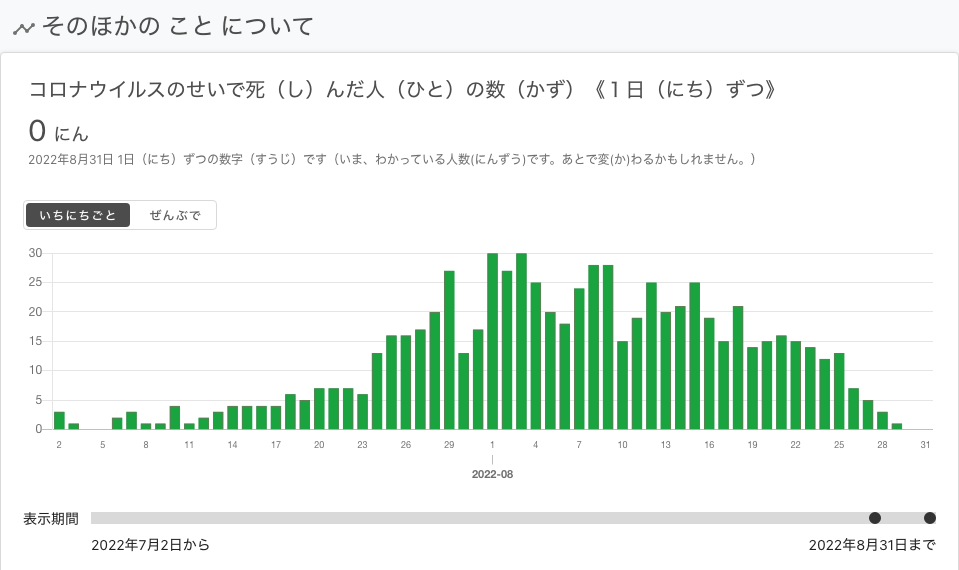 そのほかの こと について
コロナウイルスのせいで死（し）んだ人（ひと）の数（かず）《１日（にち）ずつ》
0 にん
2022年8月31日 1日（にち）ずつの数字（すうじ）です（いま、わかっている人数(にんずう)です。あとで変(か)わるかもしれません。）
いちにちごと ぜんぶで
30
25
20
15
10
5
0
2 5 8 11 14 17 20 23 26 29 1 4 7 10 13 16 19 22 25 28 31
2022-08
表示期間
2022年7月2日から 2022年8月31日まで